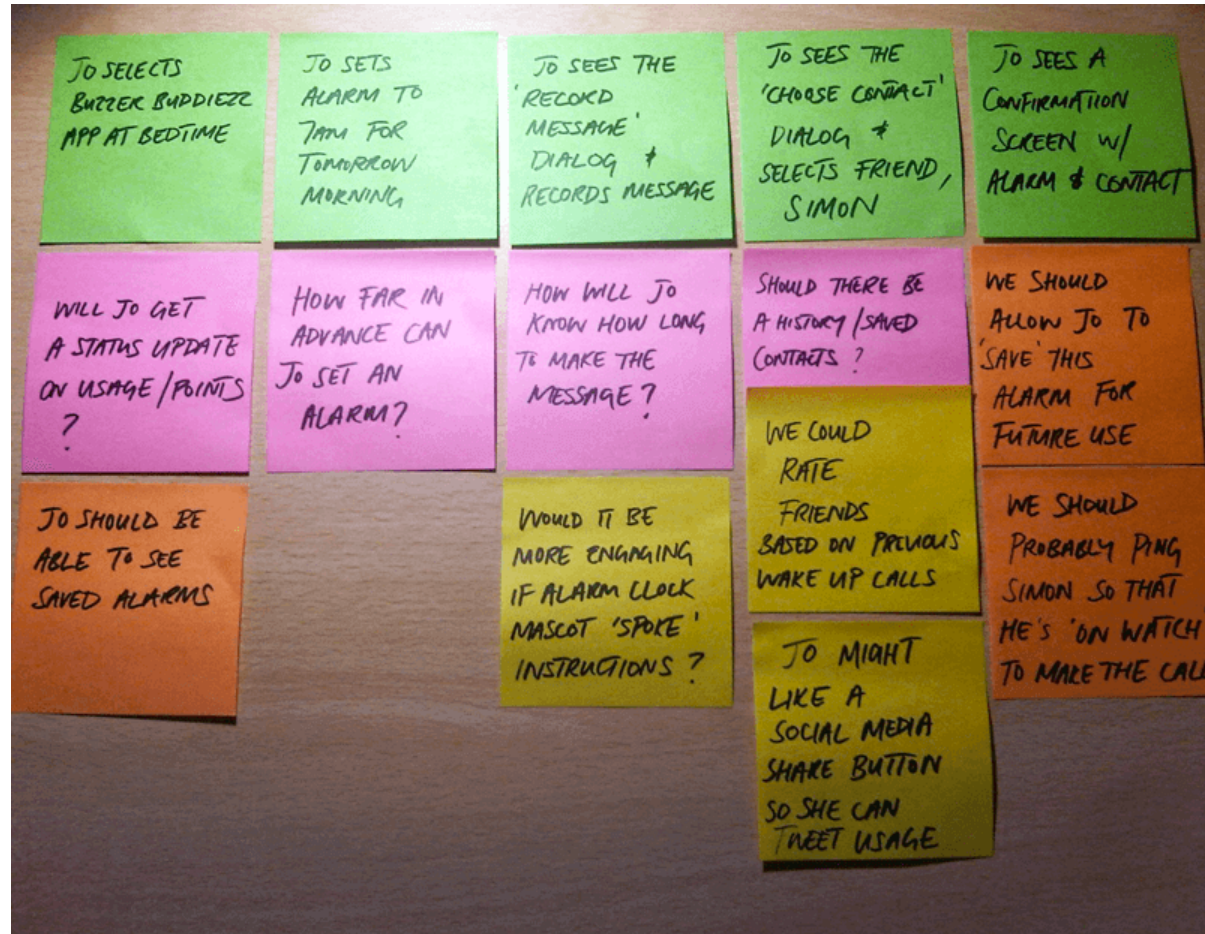 JO SELECTS
BUZZER BUDDIEZZ
APP AT BEDTIME
JO SETS
ALARM TO
7AM FOR
TOMORROW
MORNING
JO SEES THE
'RECORD
MESSAGE'
DIALOG &
RECORDS MESSAGE
JO SEES THE
'CHOOSE CONTACT'
DIALOG &
SELECTS FRIEND,
SIMON
JO SEES A
CONFIRMATION
SCREEN W/
ALARM & CONTACT
WILL JO GET
A STATUS UPDATE
ON USAGE/POINTS
?
HOW FAR IN
ADVANCE CAN
JO SET AN
ALARM?
HOW WILL JO
KNOW HOW LONG
TO MAKE THE
MESSAGE?
SHOULD THERE BE
A HISTORY/SAVED
CONTACTS?
WE SHOULD
ALLOW JO TO
'SAVE' THIS
ALARM FOR
FUTURE USE
JO SHOULD BE
ABLE TO SEE
SAVED ALARMS
WOULD IT BE
MORE ENGAGING
IF ALARM CLOCK
MASCOT 'SPOKE'
INSTRUCTIONS?
WE COULD
RATE
FRIENDS
BASED ON PREVIOUS
WAKE UP CALLS
WE SHOULD
PROBABLY PING
SIMON SO THAT
HE'S 'ON WATCH
TO MAKE THE CALL
JO MIGHT
LIKE A
SOCIAL MEDIA
SHARE BUTTON
SO SHE CAN
TWEET USAGE